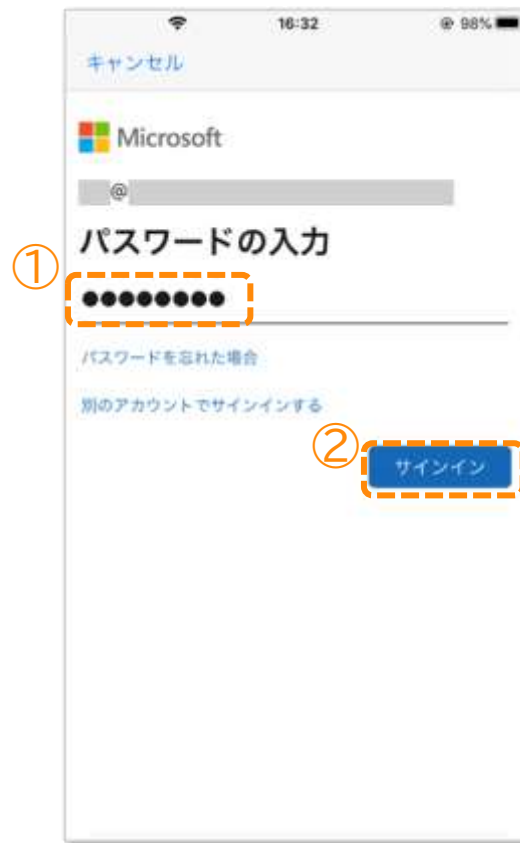 16:32
98%
キャンセル
Microsoft
@
パスワードの入力
①
●●●●●●●●
パスワードを忘れた場合
別のアカウントでサインインする
②
サインイン